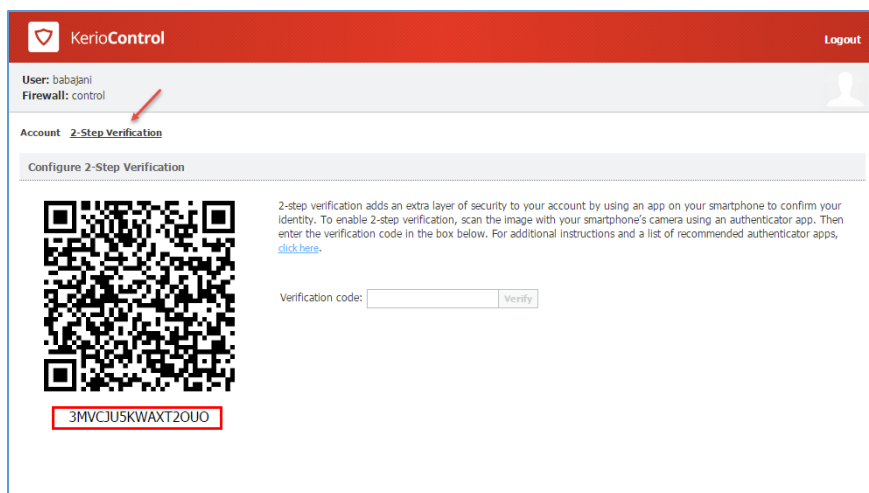 KerioControl
Logout
User: babajani
Firewall: control
Account 2-Step Verification
Configure 2-Step Verification
2-step verification adds an extra layer of security to your account by using an app on your smartphone to confirm your
identity. To enable 2-step verification, scan the image with your smartphone's camera using an authenticator app. Then
enter the verification code in the box below. For additional instructions and a list of recommended authenticator apps,
click here.
Verification code:
Verify
3MVCJU5KWAXT2OUO